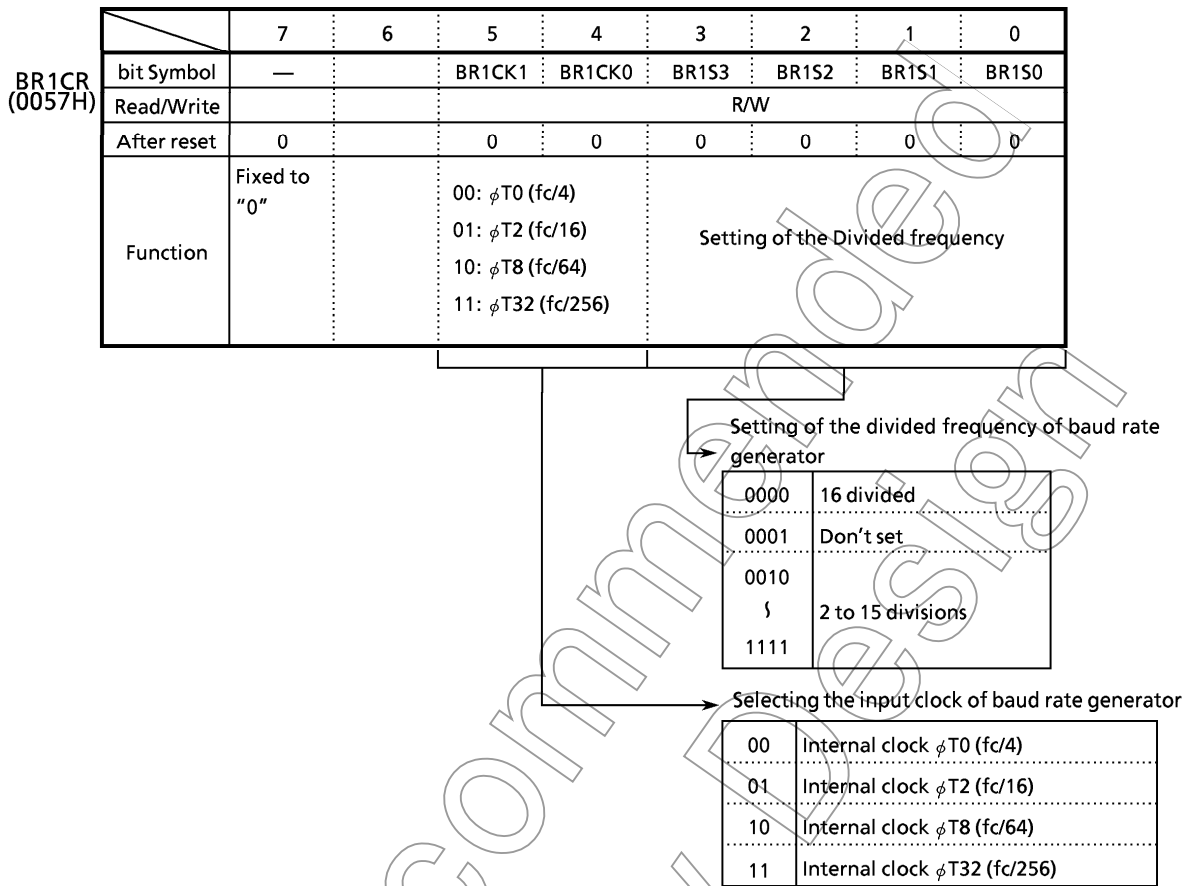 7 6 5 4 3 2 1 0
BR1CR
(0057H)
bit Symbol — BR1CK1 BR1CK0 BR1S3 BR1S2 BR1S1 BR1S0
Read/Write R/W
After reset 0 0 0 0 0 0 0
Function
Fixed to
"0"
00: φT0 (fc/4)
01: φT2 (fc/16)
10: φT8 (fc/64)
11: φT32 (fc/256)
Setting of the Divided frequency
Setting of the divided frequency of baud rate
generator
0000 16 divided
0001 Don't set
0010
∫
1111
2 to 15 divisions
Selecting the input clock of baud rate generator
00 Internal clock φT0 (fc/4)
01 Internal clock φT2 (fc/16)
10 Internal clock φT8 (fc/64)
11 Internal clock φT32 (fc/256)
commended
Design